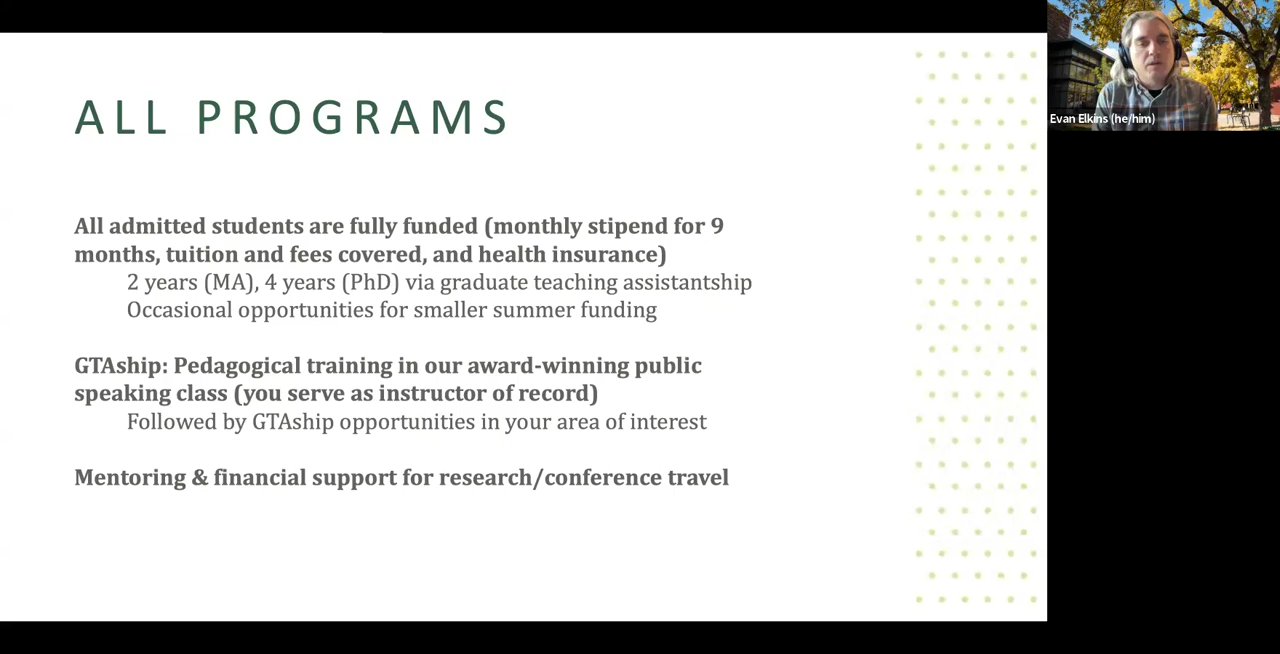 ALL PROGRAMS
All admitted students are fully funded (monthly stipend for 9
months, tuition and fees covered, and health insurance)
2 years (MA), 4 years (PhD) via graduate teaching assistantship
Occasional opportunities for smaller summer funding
GTAship: Pedagogical training in our award-winning public
speaking class (you serve as instructor of record)
Followed by GTAship opportunities in your area of interest
Mentoring & financial support for research/conference travel
Evan Elkins (he/him)